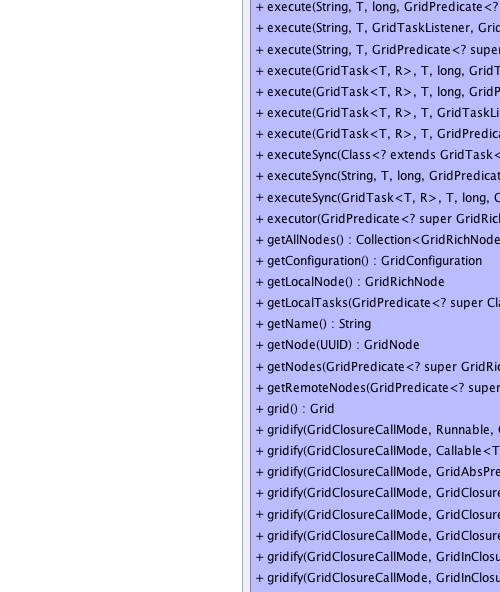 + execute(String, T, long, GridPredicate<?
+ execute(String, T, GridTaskListener, Grid
+ execute(String, T, GridPredicate<? super
+ execute(GridTask<T, R>, T, long, GridT
+ execute(GridTask<T, R>, T, long, GridP
+ execute(GridTask<T, R>, T, GridTaskLi
+ execute(GridTask<T, R>, T, GridPredica
+ executeSync(Class<? extends GridTask<
+ executeSync(String, T, long, GridPredicat
+ executeSync(GridTask<T, R>, T, long, G
+ executor(GridPredicate<? super GridRich
+ getAllNodes() : Collection<GridRichNode
+ getConfiguration() : GridConfiguration
+ getLocalNode() : GridRichNode
+ getLocalTasks(GridPredicate<? super Cla
+ getName() : String
+ getNode(UUID) : GridNode
+ getNodes(GridPredicate<? super GridRic
+ getRemoteNodes(GridPredicate<? super
+ grid() : Grid
+ gridify(GridClosureCallMode, Runnable, 
+ gridify(GridClosureCallMode, Callable<T
+ gridify(GridClosureCallMode, GridAbsPre
+ gridify(GridClosureCallMode, GridClosure
+ gridify(GridClosureCallMode, GridClosure
+ gridify(GridClosureCallMode, GridClosure
+ gridify(GridClosureCallMode, GridInClosu
+ gridify(GridClosureCallMode, GridInClosu